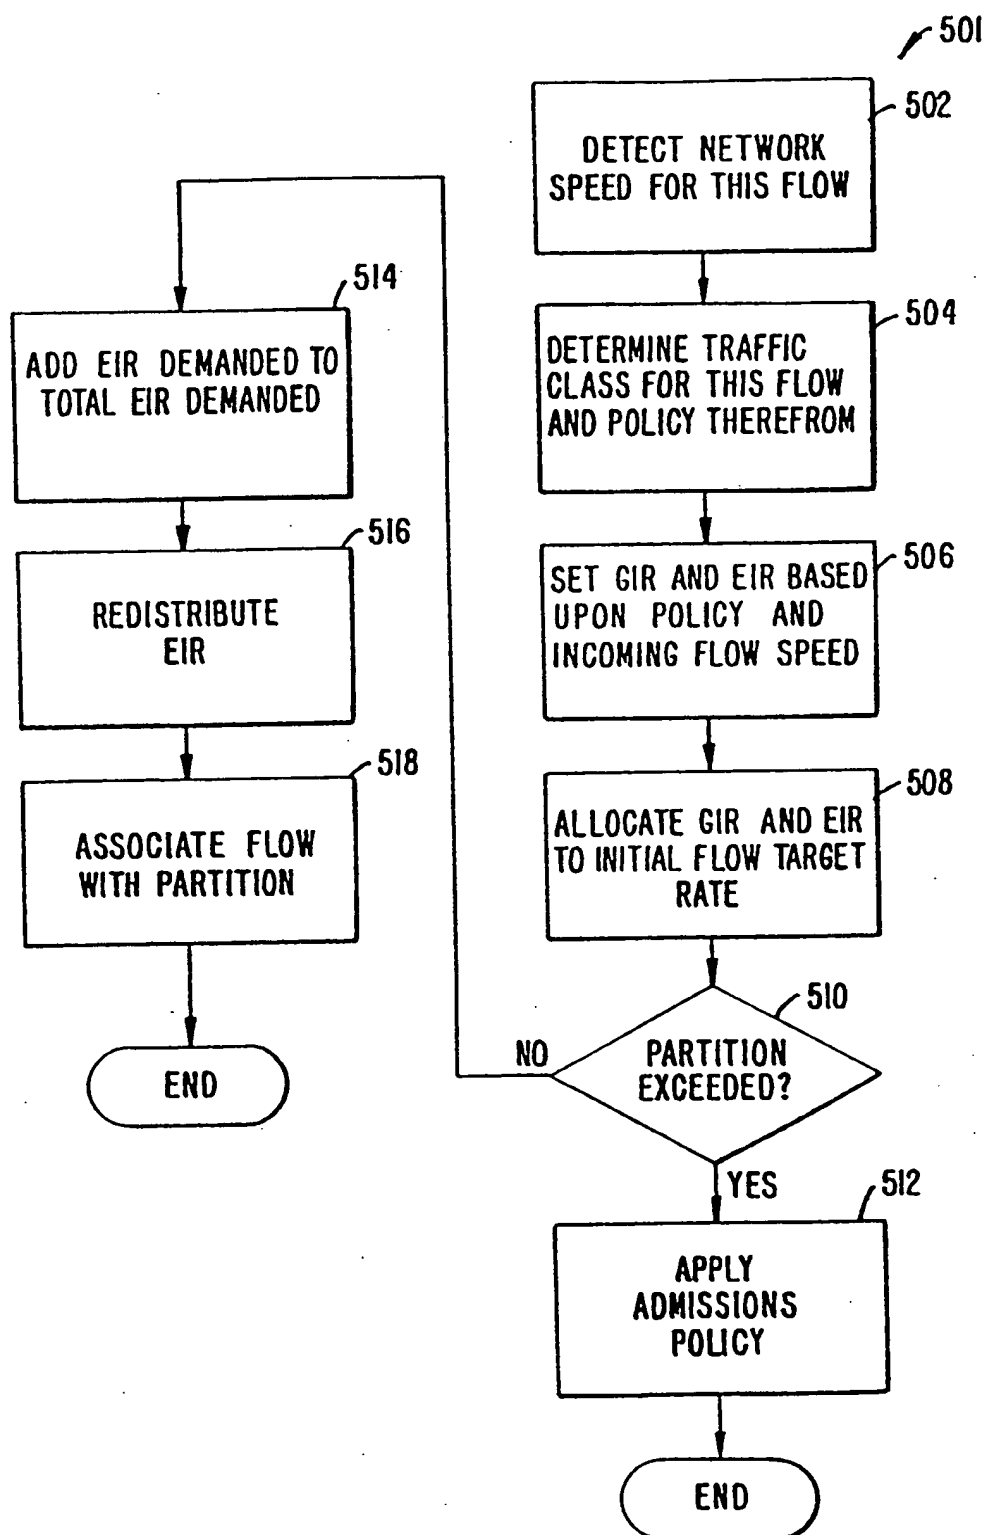 501
502
DETECT NETWORK
SPEED FOR THIS FLOW
504
DETERMINE TRAFFIC
CLASS FOR THIS FLOW
AND POLICY THEREFROM
506
SET GIR AND EIR BASED
UPON POLICY AND
INCOMING FLOW SPEED
508
ALLOCATE GIR AND EIR
TO INITIAL FLOW TARGET
RATE
510
PARTITION
EXCEEDED?
NO
YES
512
APPLY
ADMISSIONS
POLICY
END
514
ADD EIR DEMANDED TO
TOTAL EIR DEMANDED
516
REDISTRIBUTE
EIR
518
ASSOCIATE FLOW
WITH PARTITION
END